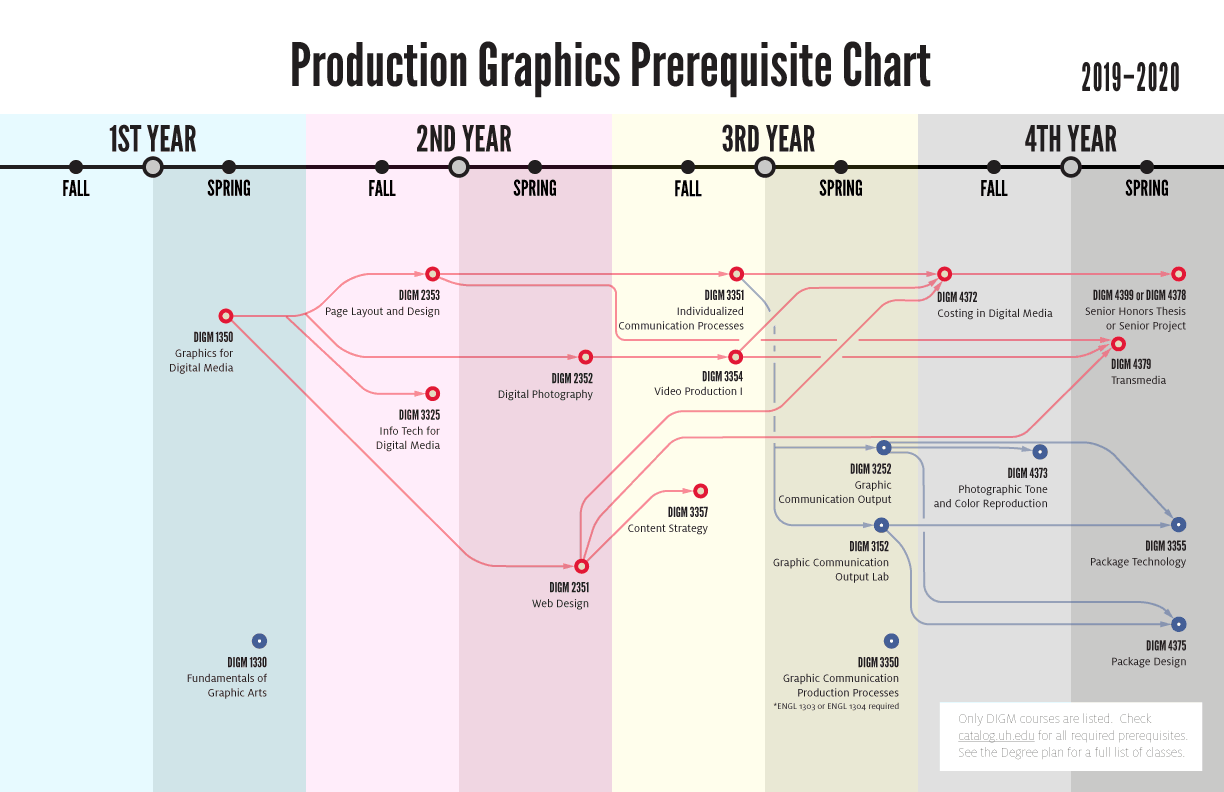 Production Graphics Prerequisite Chart
2019–2020
1ST YEAR
2ND YEAR
3RD YEAR
4TH YEAR
FALL
SPRING
FALL
SPRING
FALL
SPRING
FALL
SPRING
DIGM 1350
Graphics for
Digital Media
DIGM 1330
Fundamentals of
Graphic Arts
DIGM 2353
Page Layout and Design
DIGM 3325
Info Tech for
Digital Media
DIGM 2352
Digital Photography
DIGM 2351
Web Design
DIGM 3351
Individualized
Communication Processes
DIGM 3354
Video Production I
DIGM 3357
Content Strategy
DIGM 3252
Graphic
Communication Output
DIGM 3152
Graphic Communication
Output Lab
DIGM 3350
Graphic Communication
Production Processes
*ENGL 1303 or ENGL 1304 required
DIGM 4372
Costing in Digital Media
DIGM 4373
Photographic Tone
and Color Reproduction
DIGM 4399 or DIGM 4378
Senior Honors Thesis
or Senior Project
DIGM 4379
Transmedia
DIGM 3355
Package Technology
DIGM 4375
Package Design
Only DIGM courses are listed. Check
catalog.uh.edu for all required prerequisites.
See the Degree plan for a full list of classes.